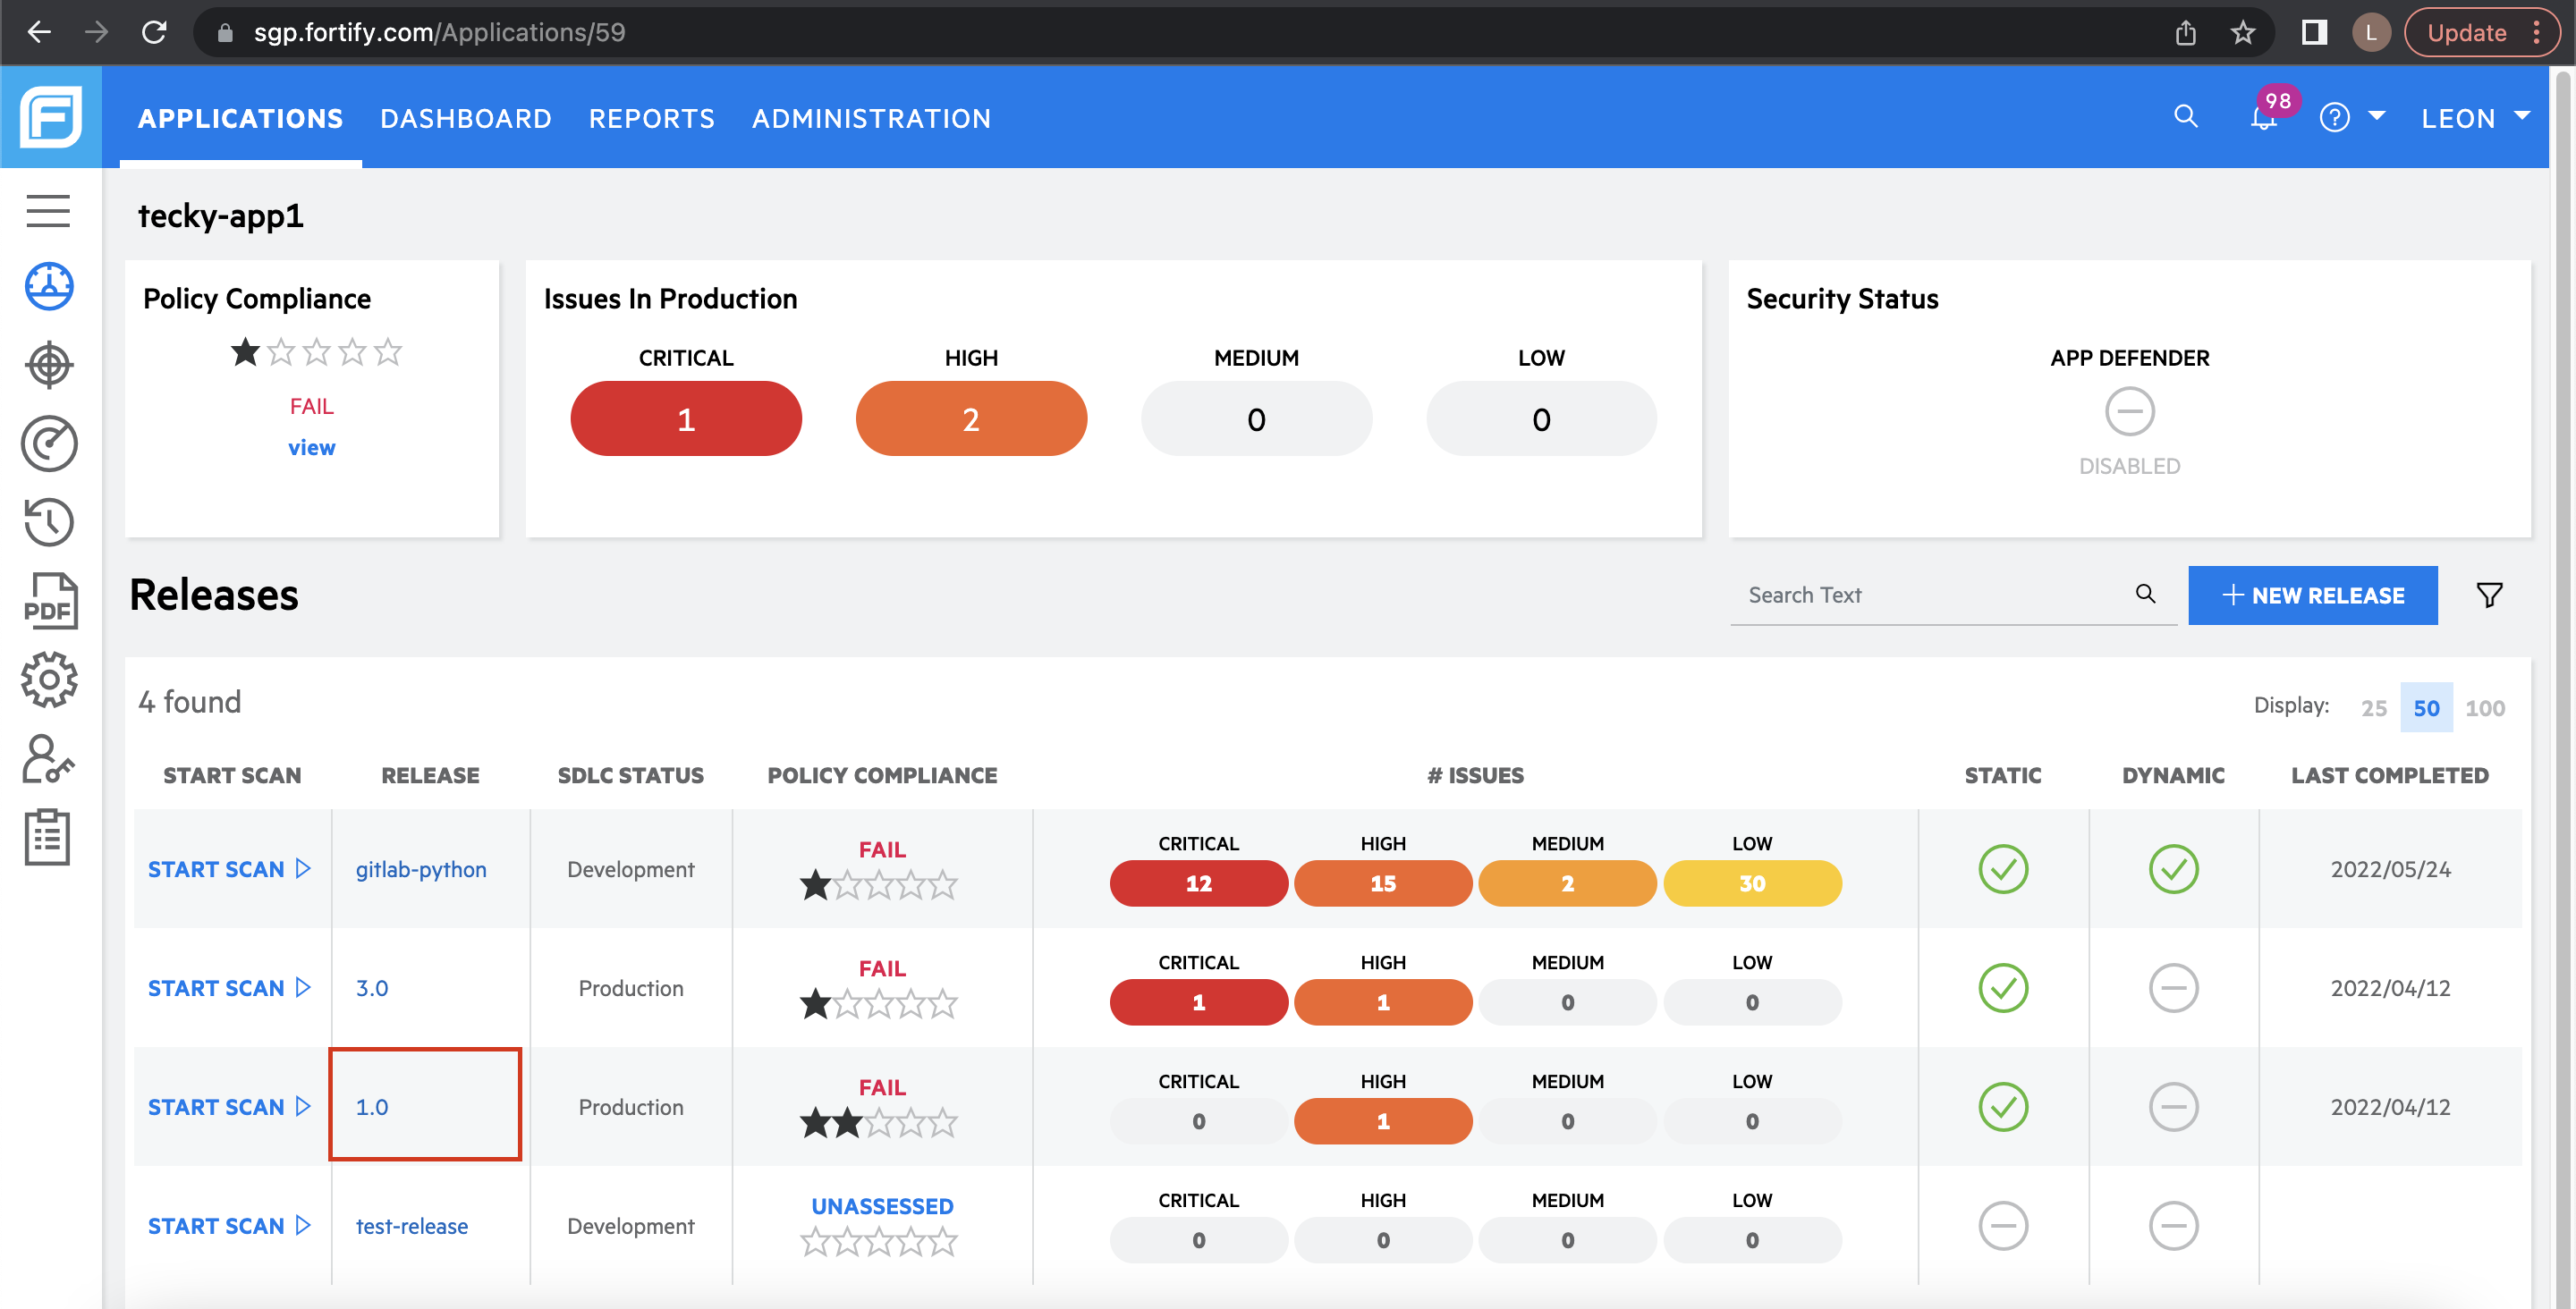 sgp.fortify.com/Applications/59
L
Update
F
APPLICATIONS DASHBOARD REPORTS ADMINISTRATION
98
?
LEON
tecky-app1
Policy Compliance
FAIL
view
Issues In Production
CRITICAL HIGH MEDIUM LOW
1 2 0 0
Security Status
APP DEFENDER
DISABLED
PDF
Releases
Search Text
+ NEW RELEASE
4 found
Display: 25 50 100
START SCAN RELEASE SDLC STATUS POLICY COMPLIANCE # ISSUES STATIC DYNAMIC LAST COMPLETED
START SCAN gitlab-python Development FAIL CRITICAL HIGH MEDIUM LOW 2022/05/24
12 15 2 30
START SCAN 3.0 Production FAIL CRITICAL HIGH MEDIUM LOW 2022/04/12
1 1 0 0
START SCAN 1.0 Production FAIL CRITICAL HIGH MEDIUM LOW 2022/04/12
0 1 0 0
START SCAN test-release Development UNASSESSED CRITICAL HIGH MEDIUM LOW
0 0 0 0